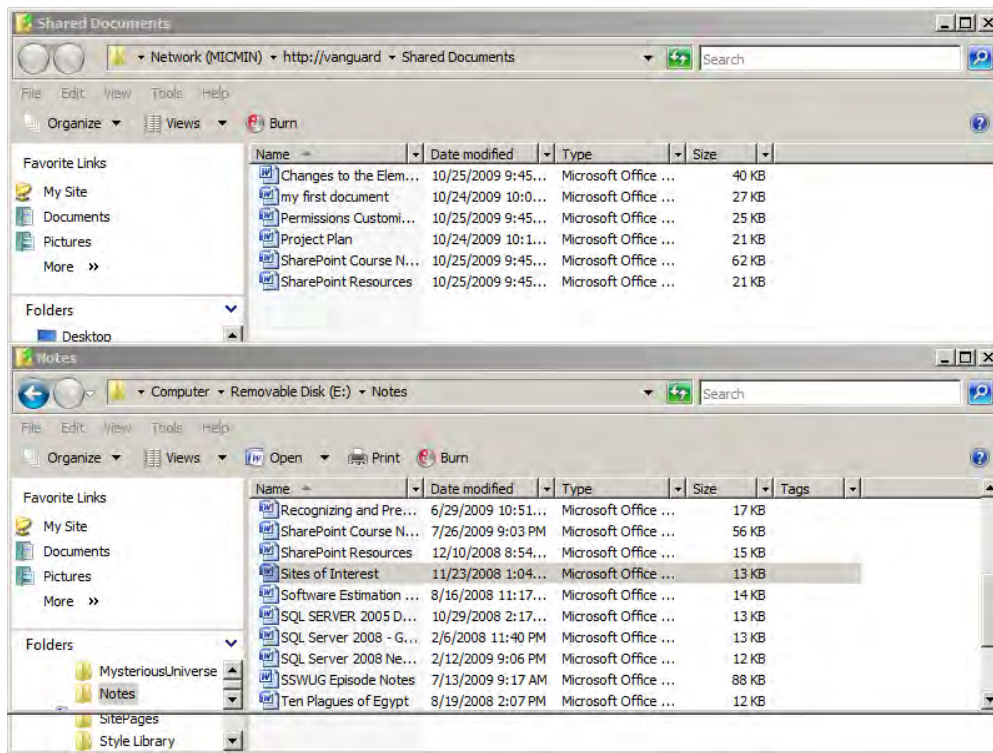 Shared Documents
Network (MICMIN) http://vanguard Shared Documents Search
File Edit View Tools Help
Organize Views Burn
Favorite Links
My Site
Documents
Pictures
More »
Folders
Desktop
Name Date modified Type Size
Changes to the Elem... 10/25/2009 9:45... Microsoft Office ... 40 KB
my first document 10/24/2009 10:0... Microsoft Office ... 27 KB
Permissions Customi... 10/25/2009 9:45... Microsoft Office ... 25 KB
Project Plan 10/24/2009 10:1... Microsoft Office ... 21 KB
SharePoint Course N... 10/25/2009 9:45... Microsoft Office ... 62 KB
SharePoint Resources 10/25/2009 9:45... Microsoft Office ... 21 KB
Notes
Computer Removable Disk (E:) Notes Search
File Edit View Tools Help
Organize Views Open Print Burn
Favorite Links
My Site
Documents
Pictures
More »
Folders
MysteriousUniverse
Notes
SitePages
Style Library
Name Date modified Type Size Tags
Recognizing and Pre... 6/29/2009 10:51... Microsoft Office ... 17 KB
SharePoint Course N... 7/26/2009 9:03 PM Microsoft Office ... 56 KB
SharePoint Resources 12/10/2008 8:54... Microsoft Office ... 15 KB
Sites of Interest 11/23/2008 1:04... Microsoft Office ... 13 KB
Software Estimation ... 8/16/2008 11:17... Microsoft Office ... 14 KB
SQL SERVER 2005 D... 10/29/2008 2:17... Microsoft Office ... 13 KB
SQL Server 2008 - G... 2/6/2008 11:40 PM Microsoft Office ... 13 KB
SQL Server 2008 Ne... 2/12/2009 9:06 PM Microsoft Office ... 12 KB
SSWUG Episode Notes 7/13/2009 9:17 AM Microsoft Office ... 88 KB
Ten Plagues of Egypt 8/19/2008 2:07 PM Microsoft Office ... 12 KB